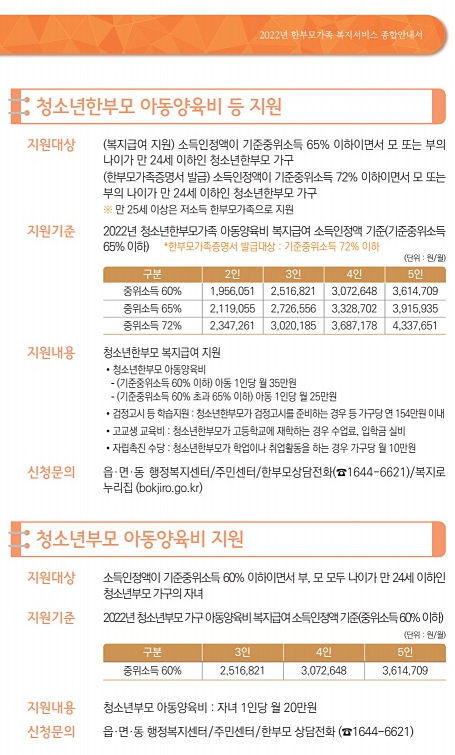 2022년 한부모가족 복지서비스 종합안내서
청소년한부모 아동양육비 등 지원
지원대상 (복지급여 지원) 소득인정액이 기준중위소득 65% 이하이면서 모 또는 부의
나이가 만 24세 이하인 청소년한부모 가구
(한부모가족증명서 발급) 소득인정액이 기준중위소득 72% 이하이면서 모 또는
부의 나이가 만 24세 이하인 청소년한부모 가구
※ 만 25세 이상은 저소득 한부모가족으로 지원
지원기준 2022년 청소년한부모가족 아동양육비 복지급여 소득인정액 기준(기준중위소득
65% 이하) *한부모가족증명서 발급대상 : 기준중위소득 72% 이하
(단위 : 원/월)
구분 2인 3인 4인 5인
중위소득 60% 1,956,051 2,516,821 3,072,648 3,614,709
중위소득 65% 2,119,055 2,726,556 3,328,702 3,915,935
중위소득 72% 2,347,261 3,020,185 3,687,178 4,337,651
지원내용 청소년한부모 복지급여 지원
• 청소년한부모 아동양육비
- (기준중위소득 60% 이하) 아동 1인당 월 35만원
- (기준중위소득 60% 초과 65% 이하) 아동 1인당 월 25만원
• 검정고시 등 학습지원 : 청소년한부모가 검정고시를 준비하는 경우 등 가구당 연 154만원 이내
• 고교생 교육비 : 청소년한부모가 고등학교에 재학하는 경우 수업료, 입학금 실비
• 자립촉진 수당 : 청소년한부모가 학업이나 취업활동을 하는 경우 가구당 월 10만원
신청문의 읍·면·동 행정복지센터/주민센터/한부모상담전화(☎1644-6621)/복지로
누리집 (bokjiro.go.kr)
청소년부모 아동양육비 지원
지원대상 소득인정액이 기준중위소득 60% 이하이면서 부, 모 모두 나이가 만 24세 이하인
청소년부모 가구의 자녀
지원기준 2022년 청소년부모 가구 아동양육비 복지급여 소득인정액 기준(중위소득 60% 이하)
(단위 : 원/월)
구분 3인 4인 5인
중위소득 60% 2,516,821 3,072,648 3,614,709
지원내용 청소년부모 아동양육비 : 자녀 1인당 월 20만원
신청문의 읍·면·동 행정복지센터/주민센터/한부모 상담전화 (☎1644-6621)